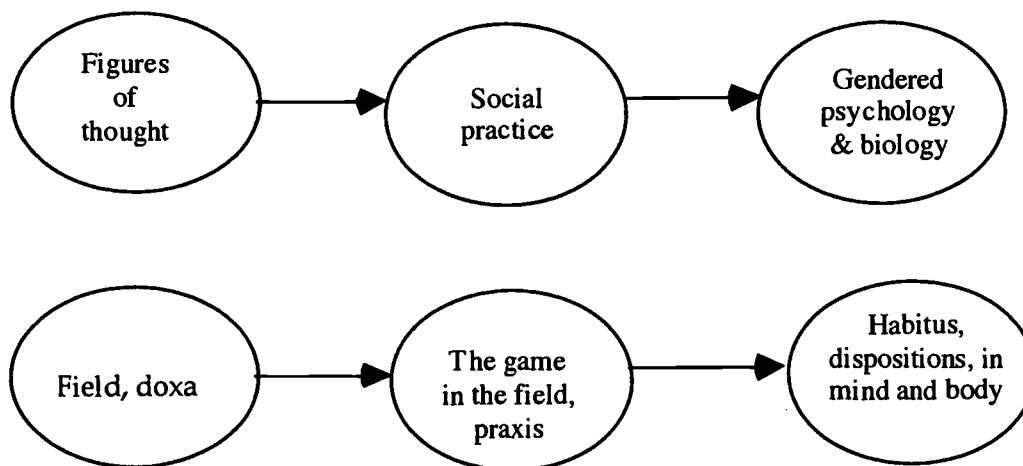 Figures
of
thought
Social
practice
Gendered
psychology
& biology
Field, doxa
The game
in the field,
praxis
Habitus,
dispositions, in
mind and body